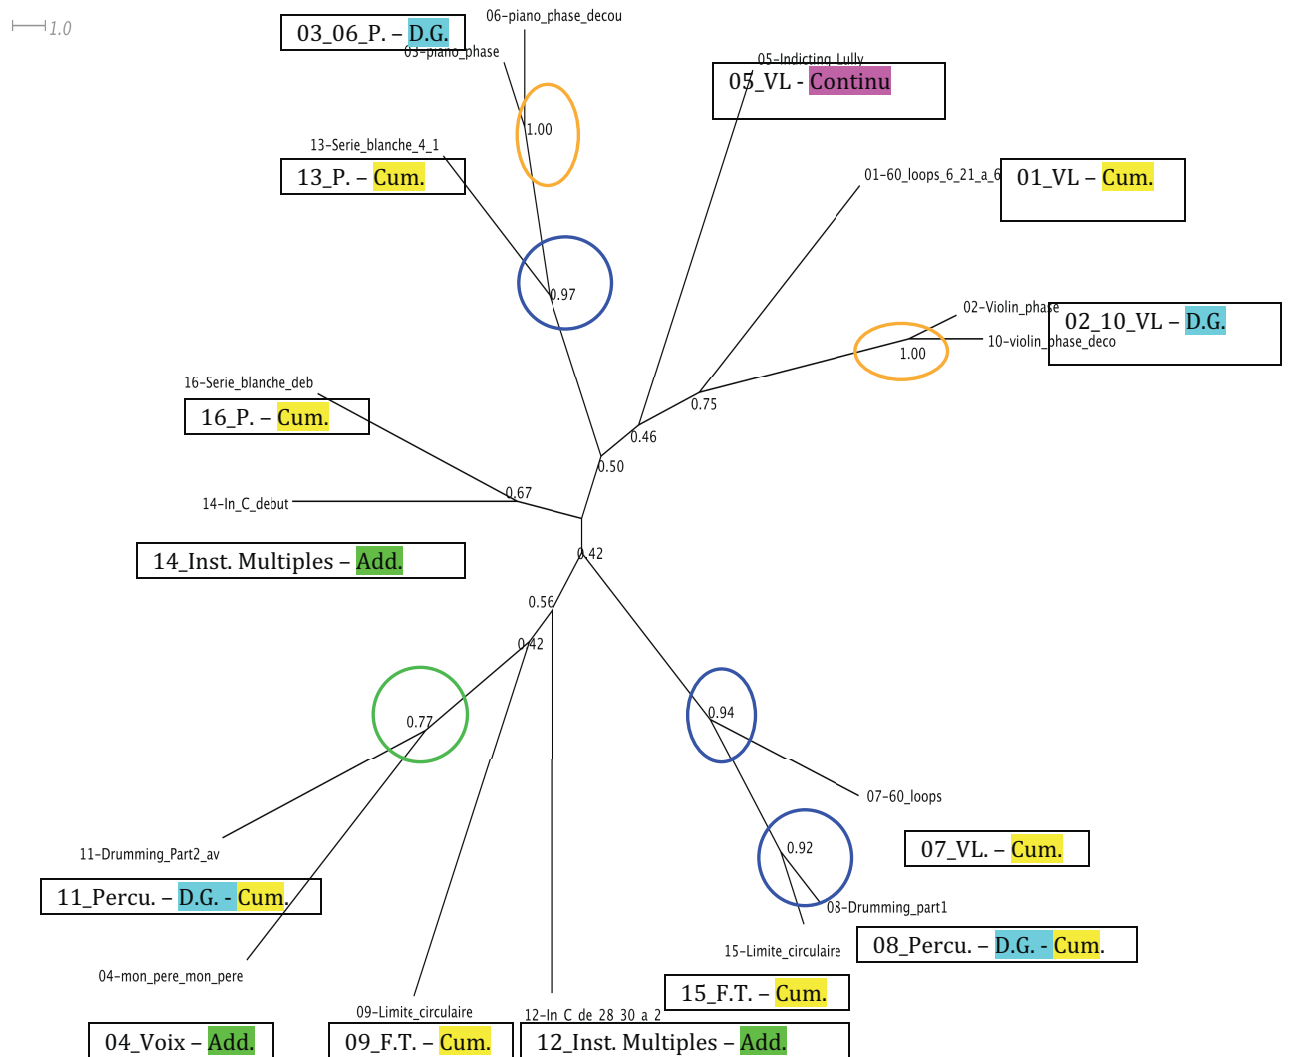 1.0
06-piano_phase_decou
03_06_P. – D.G.
03-piano_phase
05-Indicting_Lully
05_VL - Continu
1.00
13-Serie_blanche_4_1
13_P. – Cum.
01-60_loops_6_21_a_6
01_VL – Cum.
0.97
02-Violin_phase
02_10_VL – D.G.
10-violin_phase_deco
1.00
16-Serie_blanche_deb
16_P. – Cum.
0.75
0.46
0.50
0.67
14-In_C_debut
14_Inst. Multiples – Add.
0.42
0.56
0.42
0.77
0.94
07-60_loops
07_VL. – Cum.
0.92
11-Drumming_Part2_av
11_Percu. – D.G. - Cum.
08-Drumming_part1
08_Percu. – D.G. - Cum.
15-Limite_circulaire
15_F.T. – Cum.
04-mon_pere_mon_pere
04_Voix – Add.
09-Limite_circulaire
09_F.T. – Cum.
12-In_C_de_28_30_a_2
12_Inst. Multiples – Add.